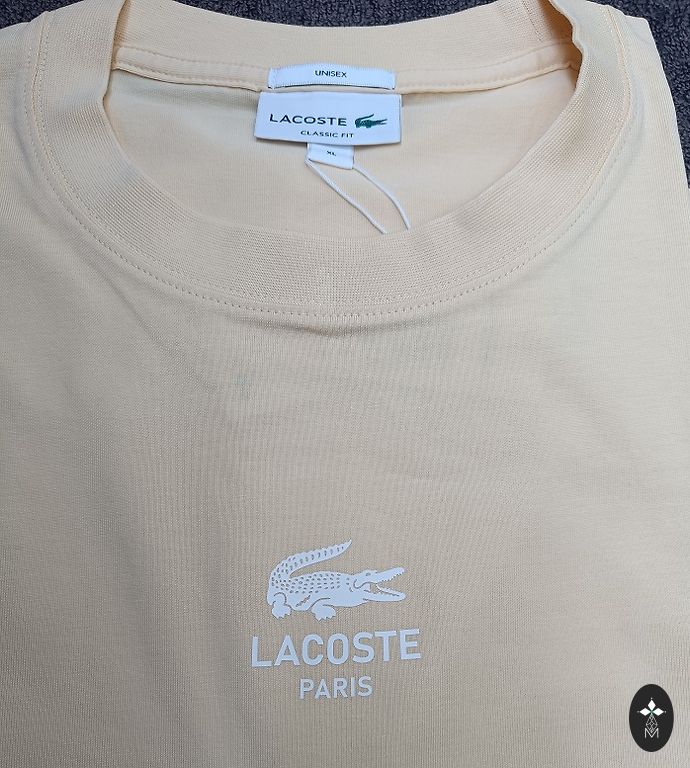 UNISEX
LACOSTE
CLASSIC FIT
XL
LACOSTE
PARIS
M